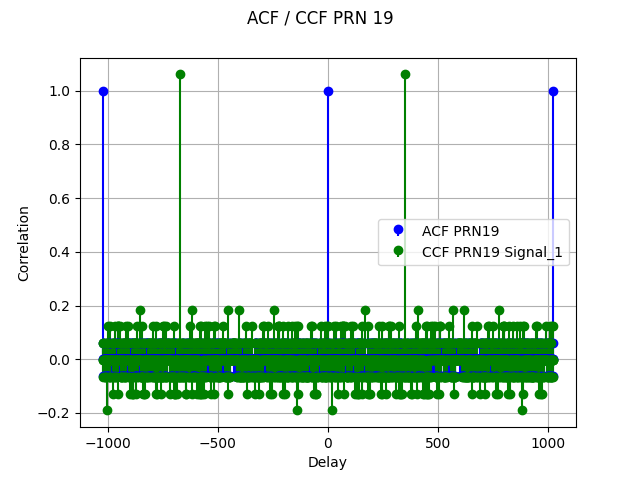 ACF / CCF PRN 19
Correlation
1.0
0.8
0.6
0.4
0.2
0.0
−0.2
ACF PRN19
CCF PRN19 Signal_1
−1000
−500
0
500
1000
Delay